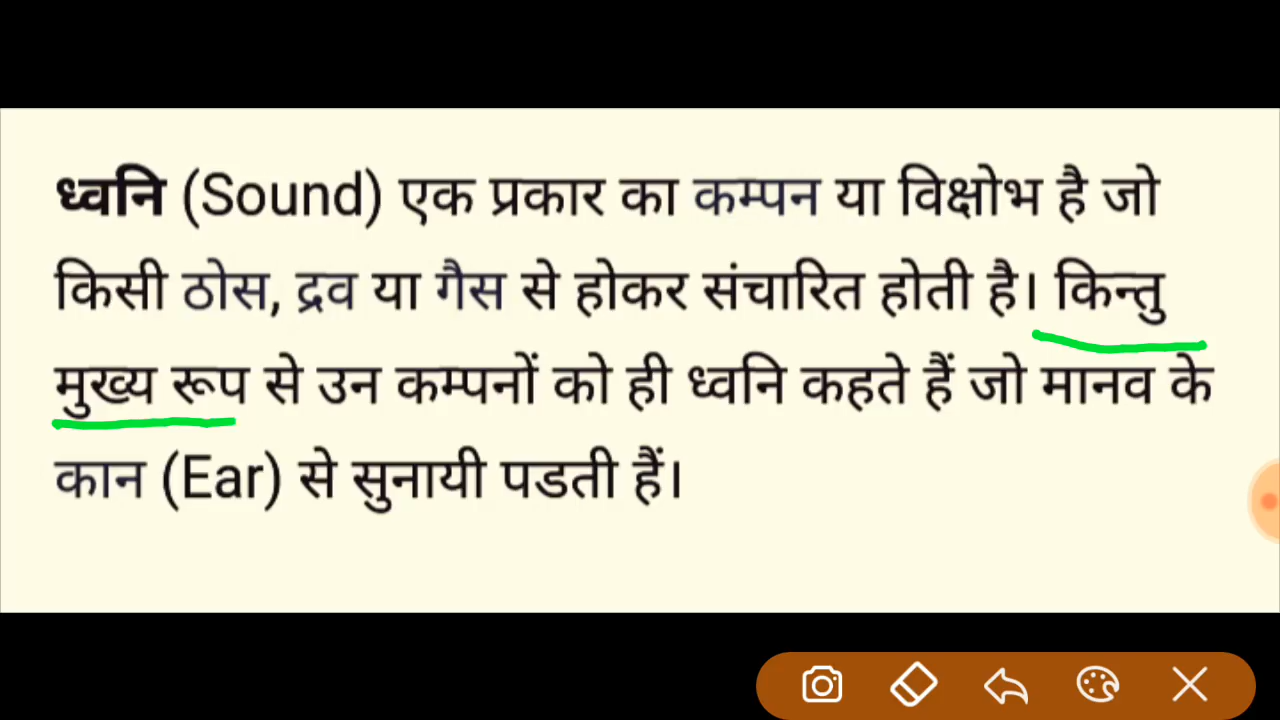 ध्वनि (Sound) एक प्रकार का कम्पन या विक्षोभ है जो
किसी ठोस, द्रव या गैस से होकर संचारित होती है। किन्तु
मुख्य रूप से उन कम्पनों को ही ध्वनि कहते हैं जो मानव के
कान (Ear) से सुनायी पडती हैं।